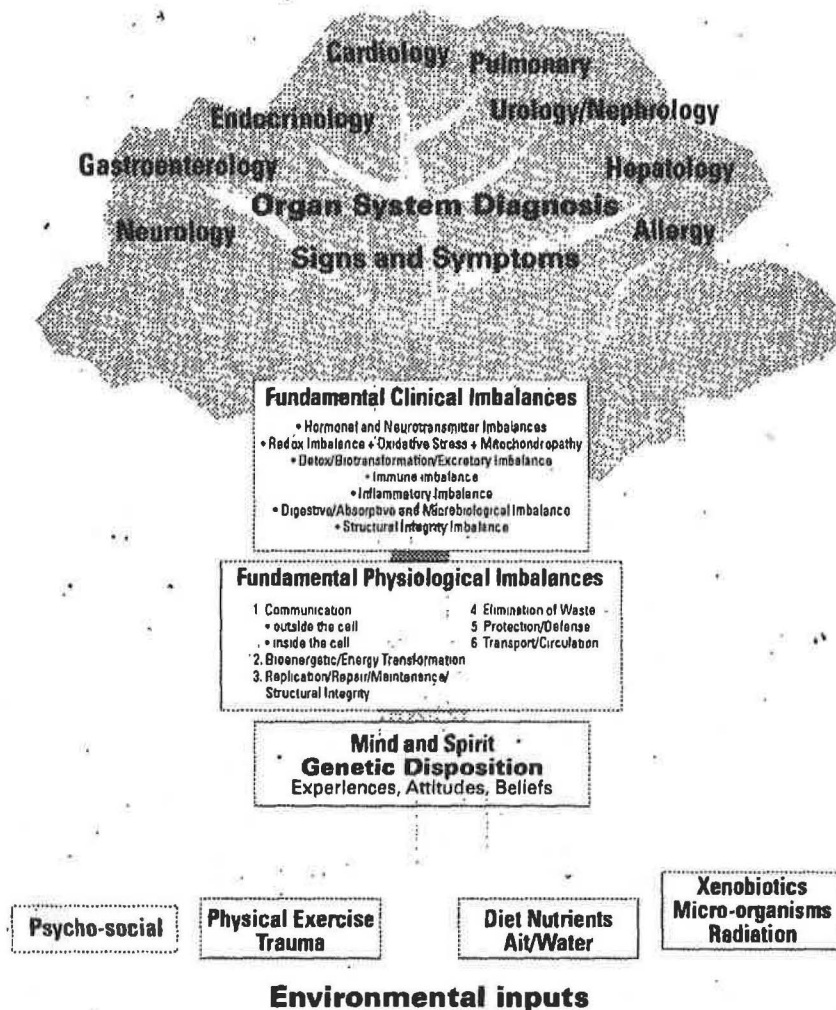 Cardiology
Pulmonary
Endocrinology
Urology/Nephrology
Gastroenterology
Hepatology
Organ System Diagnosis
Neurology
Allergy
Signs and Symptoms
Fundamental Clinical Imbalances
• Hormonet and Neurotransmitter Imbalances
• Redox Imbalance + Oxidative Stress + Mitochondropathy
• Detox/Biotransformation/Excretory Imbalance
• Immune imbalance
• Inflammatory Imbalance
• Digestive/Absorptive and Microbiological Imbalance
• Structural Integrity Imbalance
Fundamental Physiological Imbalances
1 Communication
• outside the cell
• inside the cell
2. Bioenergetic/Energy Transformation
3. Replication/Repair/Maintenance/
Structural Integrity
4 Elimination of Waste
5 Protection/Defense
6 Transport/Circulation
Mind and Spirit
Genetic Disposition
Experiences, Attitudes, Beliefs
Psycho-social
Physical Exercise
Trauma
Diet Nutrients
Ait/Water
Xenobiotics
Micro-organisms
Radiation
Environmental inputs